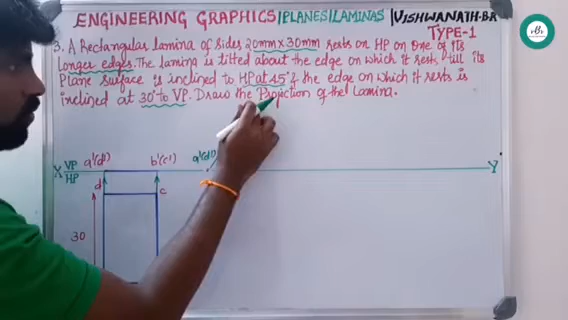 ENGINEERING GRAPHICS|PLANES|LAMINAS |VISHWANATH.BR
TYPE-1
3. A Rectangular lamina of sides 20mm x 30mm rests on HP on one of its
Longer edges. The lamina is tilted about the edge on which it rests till its
Plane surface is inclined to HP at 45° & the edge on which it rests is
inclined at 30° to VP. Draw the Projection of the Lamina.
X VP a'(d') b'(c') a'(d') Y
HP
d c
30